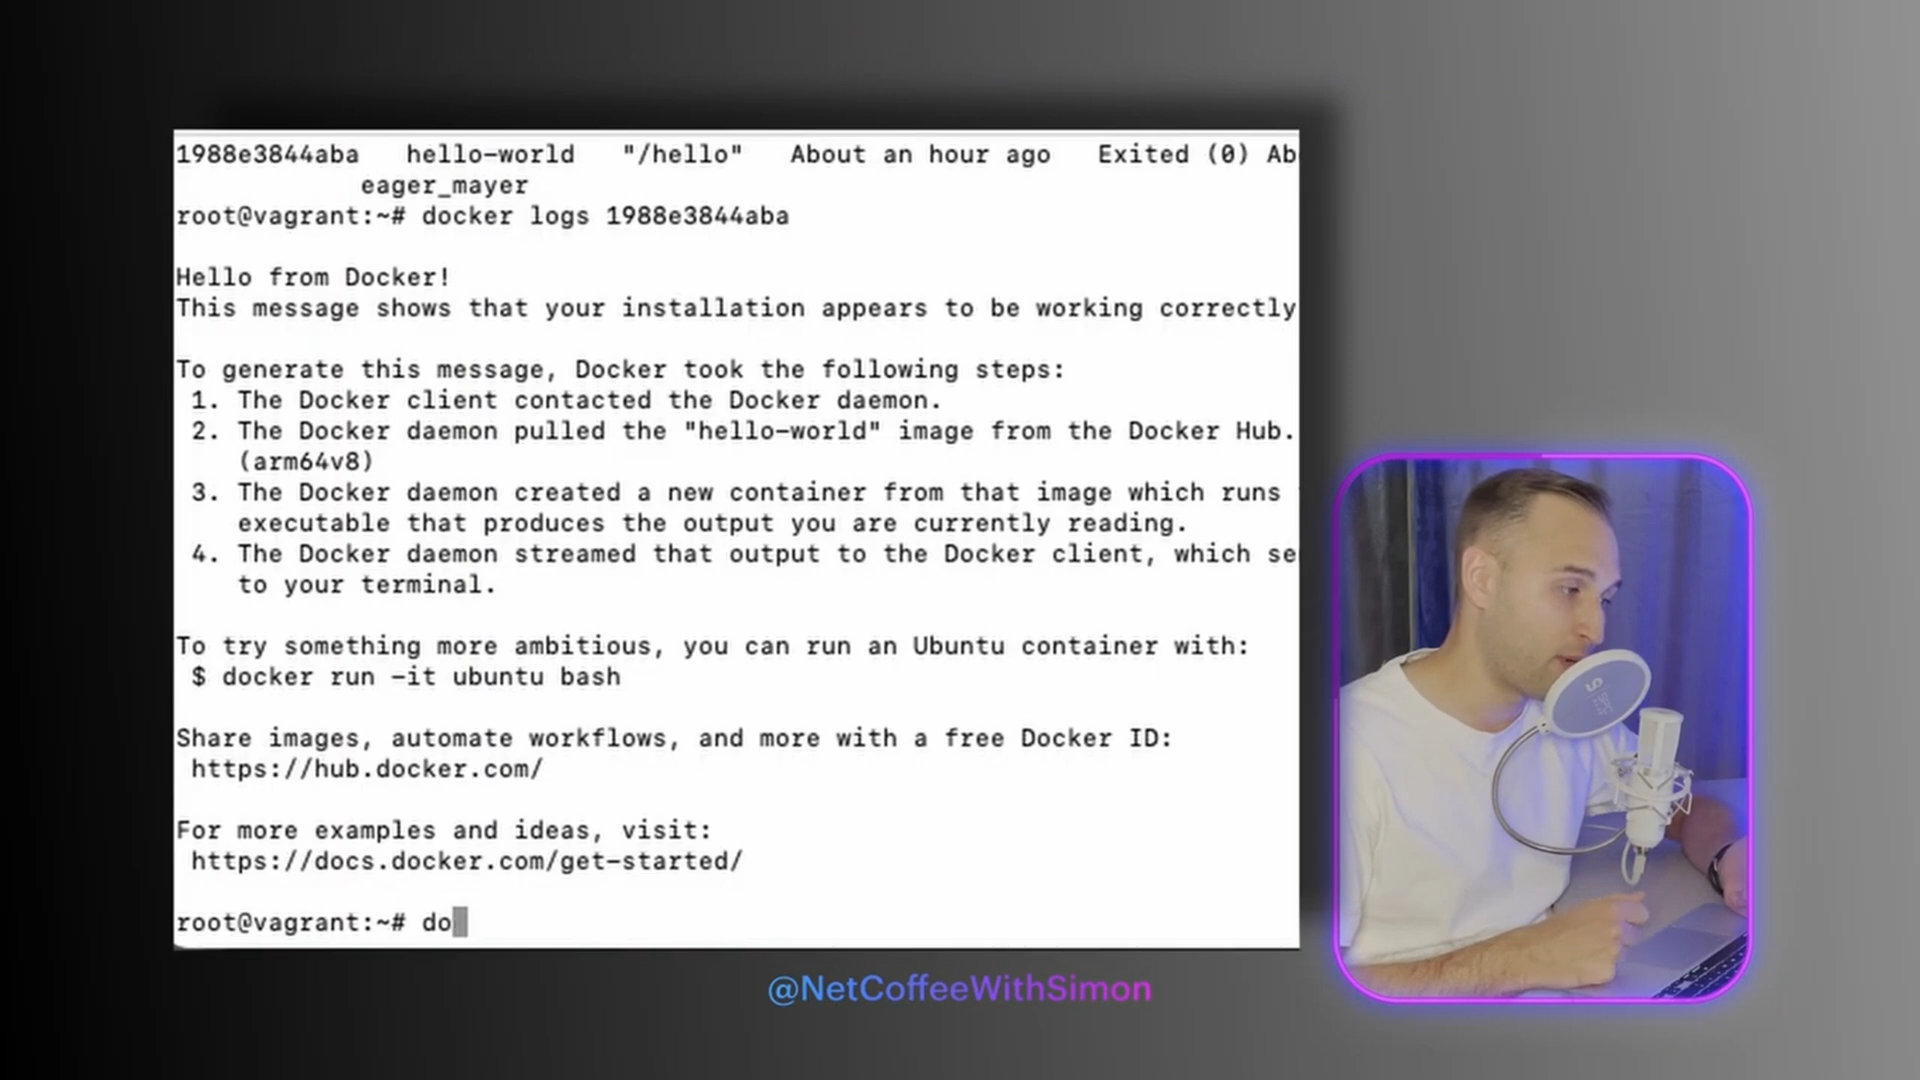 1988e3844aba   hello-world   "/hello"   About an hour ago   Exited (0) Ab
eager_mayer
root@vagrant:~# docker logs 1988e3844aba
Hello from Docker!
This message shows that your installation appears to be working correctly
To generate this message, Docker took the following steps:
1. The Docker client contacted the Docker daemon.
2. The Docker daemon pulled the "hello-world" image from the Docker Hub.
(arm64v8)
3. The Docker daemon created a new container from that image which runs
executable that produces the output you are currently reading.
4. The Docker daemon streamed that output to the Docker client, which se
to your terminal.
To try something more ambitious, you can run an Ubuntu container with:
$ docker run -it ubuntu bash
Share images, automate workflows, and more with a free Docker ID:
https://hub.docker.com/
For more examples and ideas, visit:
https://docs.docker.com/get-started/
root@vagrant:~# do
@NetCoffeeWithSimon